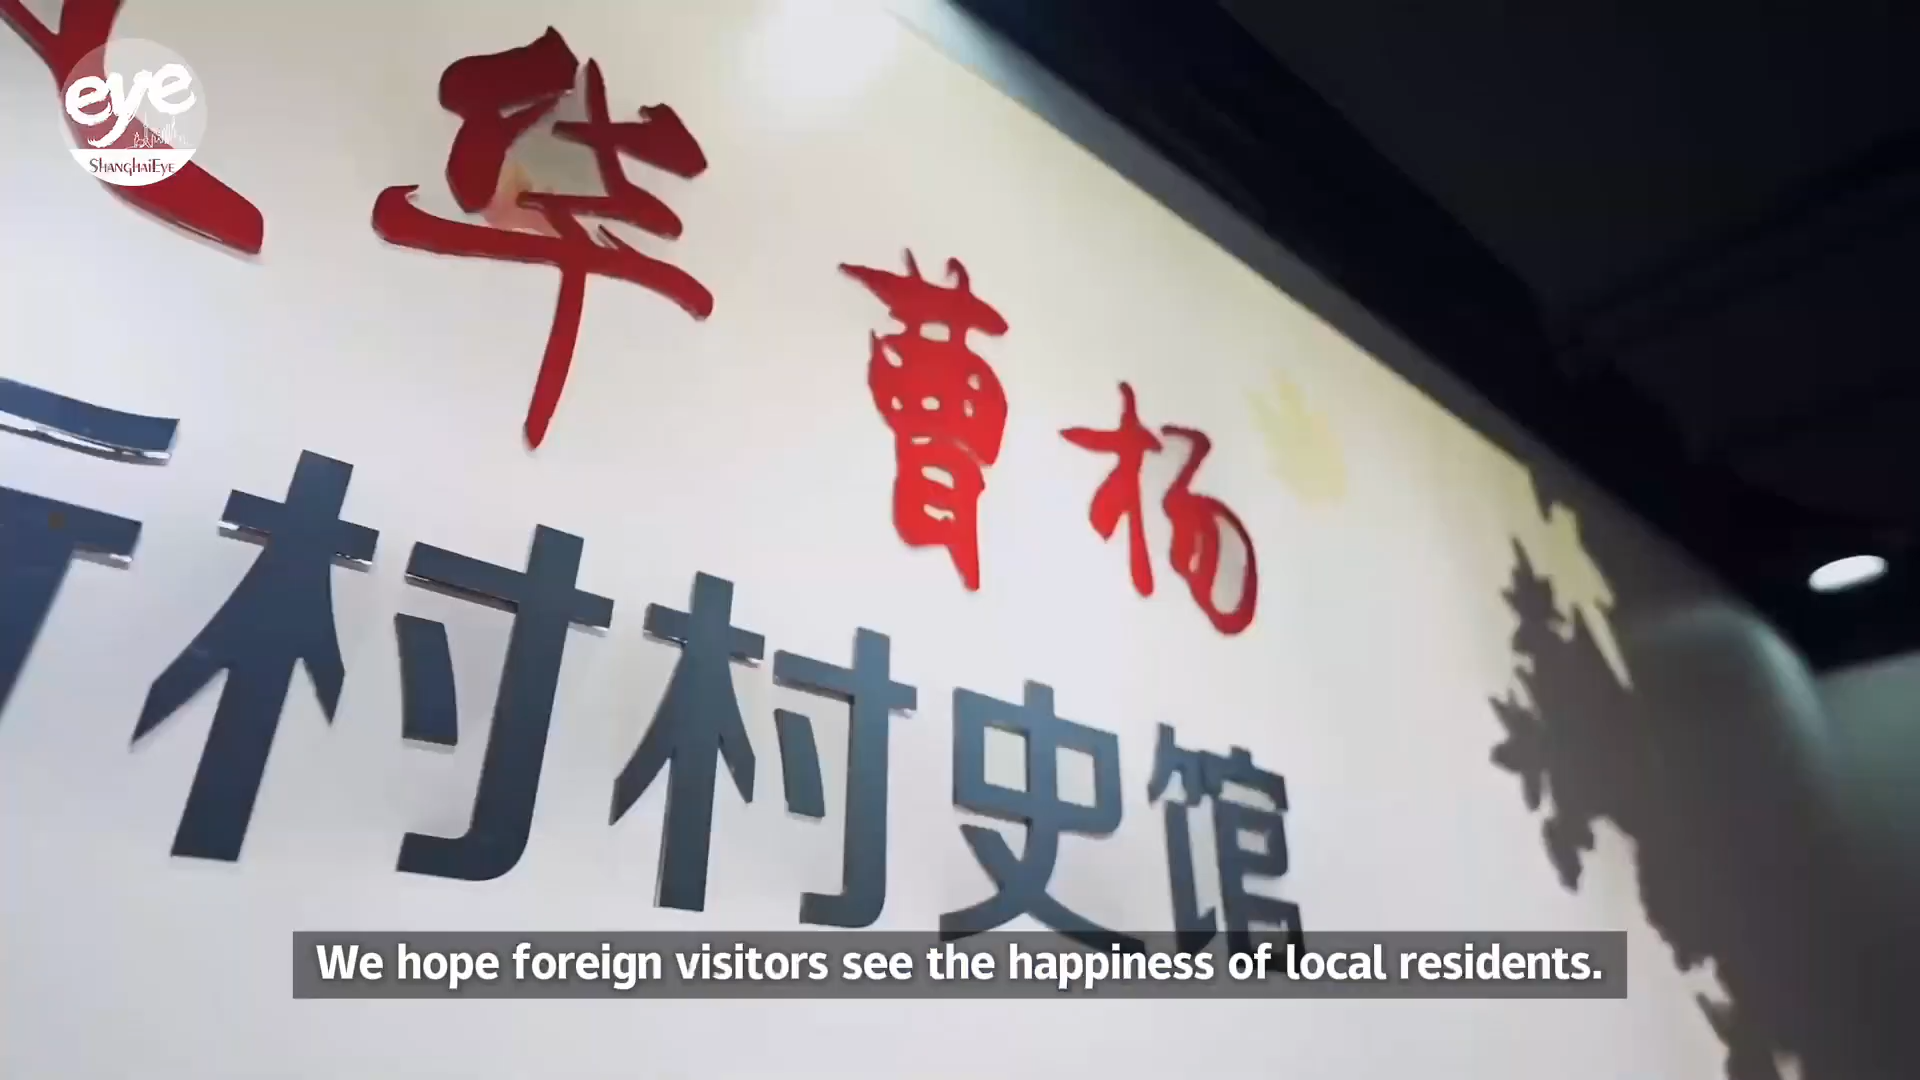 eye
SHANGHAIEYE
华 曹杨
村村史馆
We hope foreign visitors see the happiness of local residents.